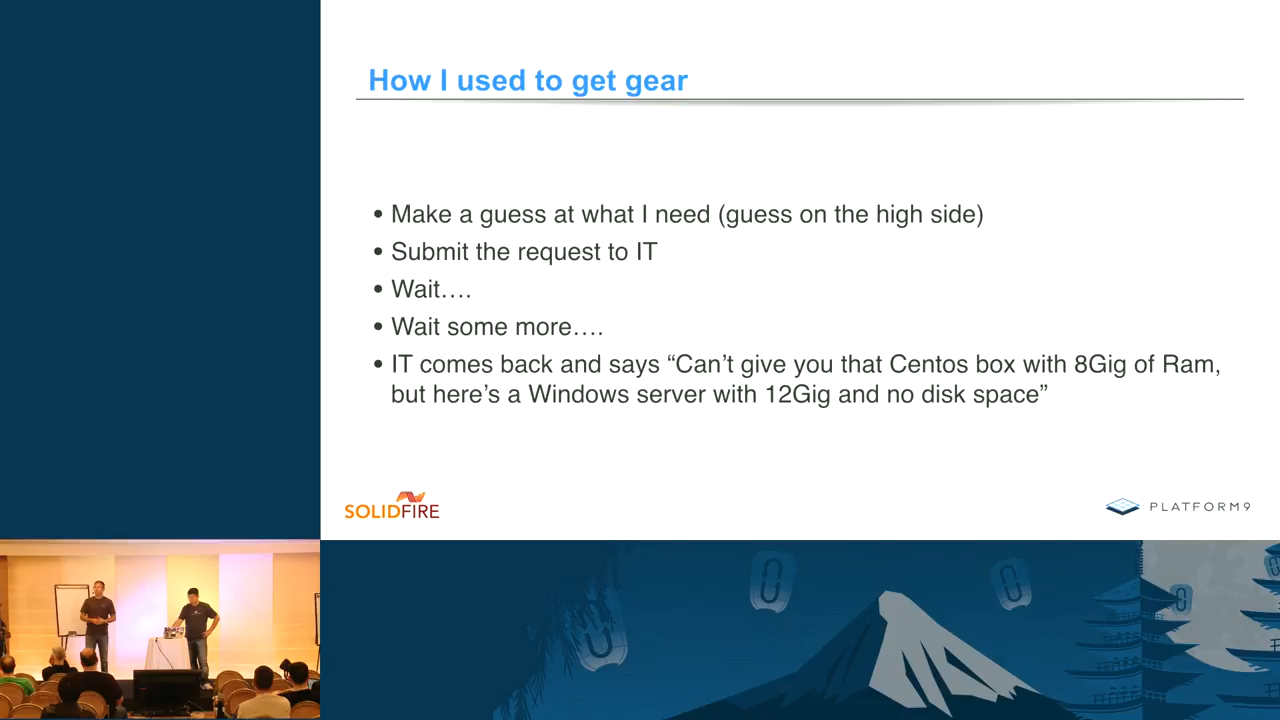 How I used to get gear
• Make a guess at what I need (guess on the high side)
• Submit the request to IT
• Wait….
• Wait some more….
• IT comes back and says “Can’t give you that Centos box with 8Gig of Ram,
but here’s a Windows server with 12Gig and no disk space”
SOLIDFIRE
PLATFORM9